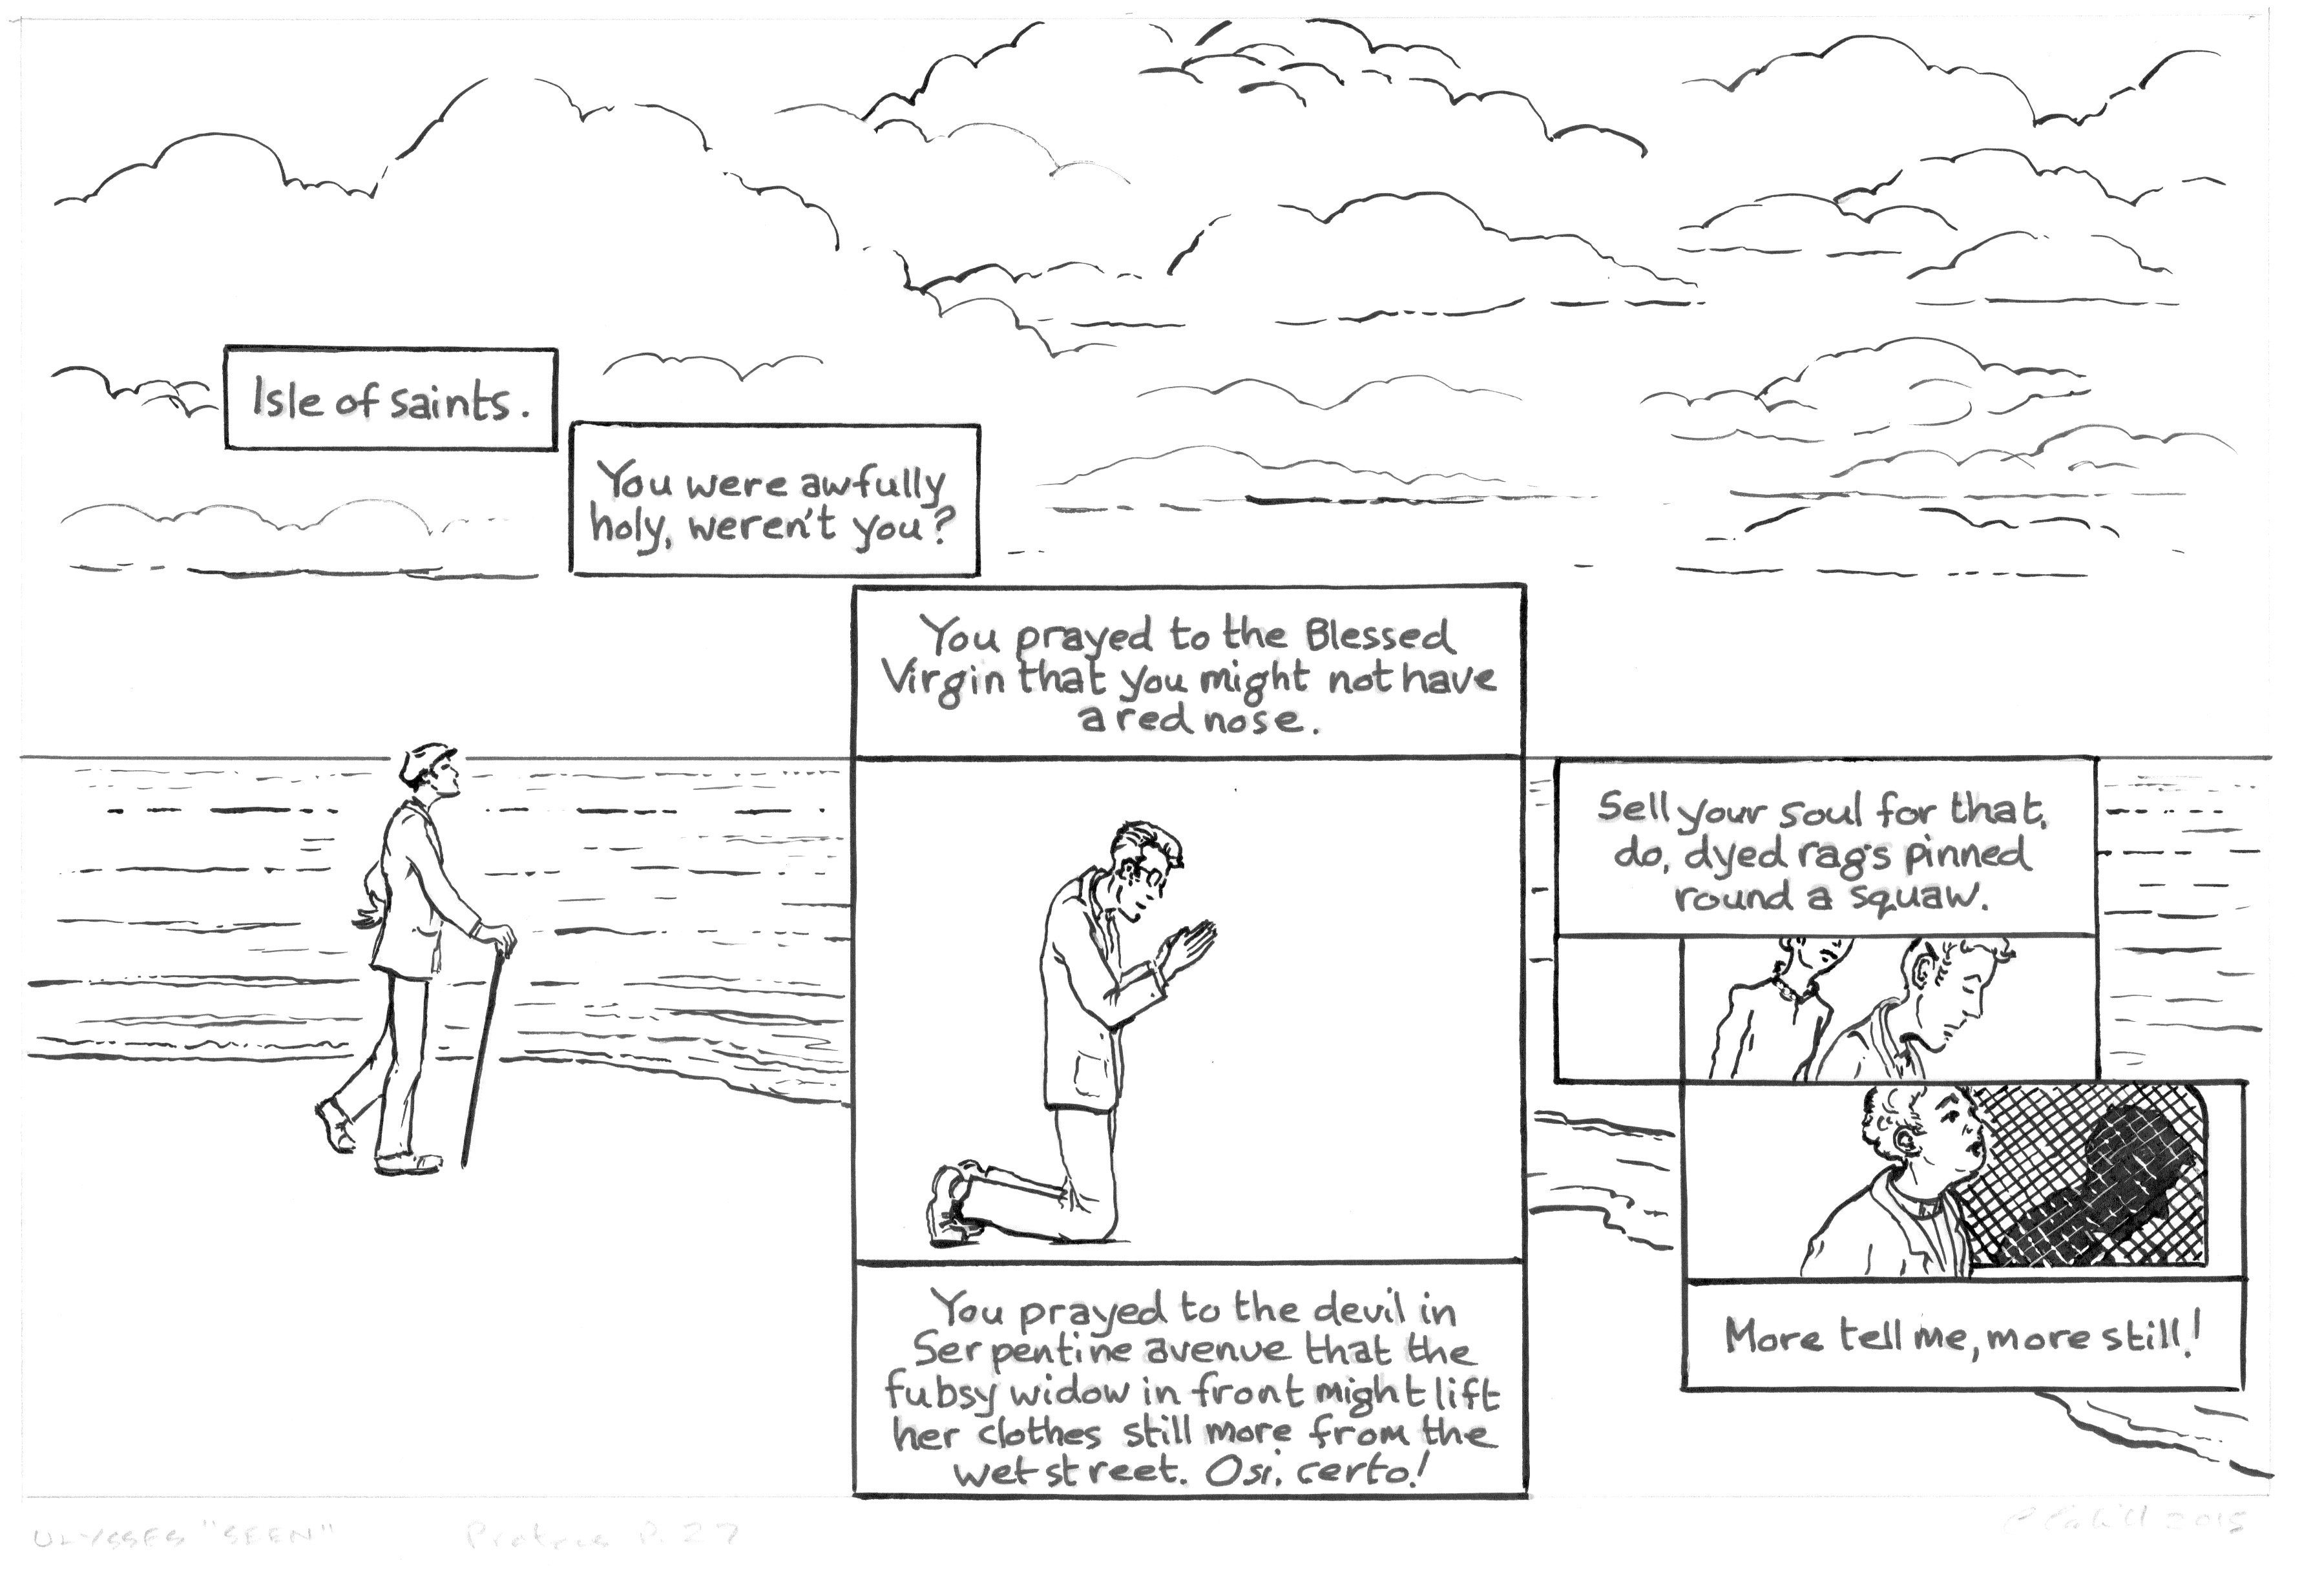 Isle of saints.
You were awfully
holy, weren't you?
You prayed to the Blessed
Virgin that you might not have
a red nose.
You prayed to the devil in
Serpentine avenue that the
fubsy widow in front might lift
her clothes still more from the
wet street. O si, certo!
Sell your soul for that,
do, dyed rags pinned
round a squaw.
More tell me, more still!
ULYSSES "SEEN" Proteus P. 27
Cahill 2015